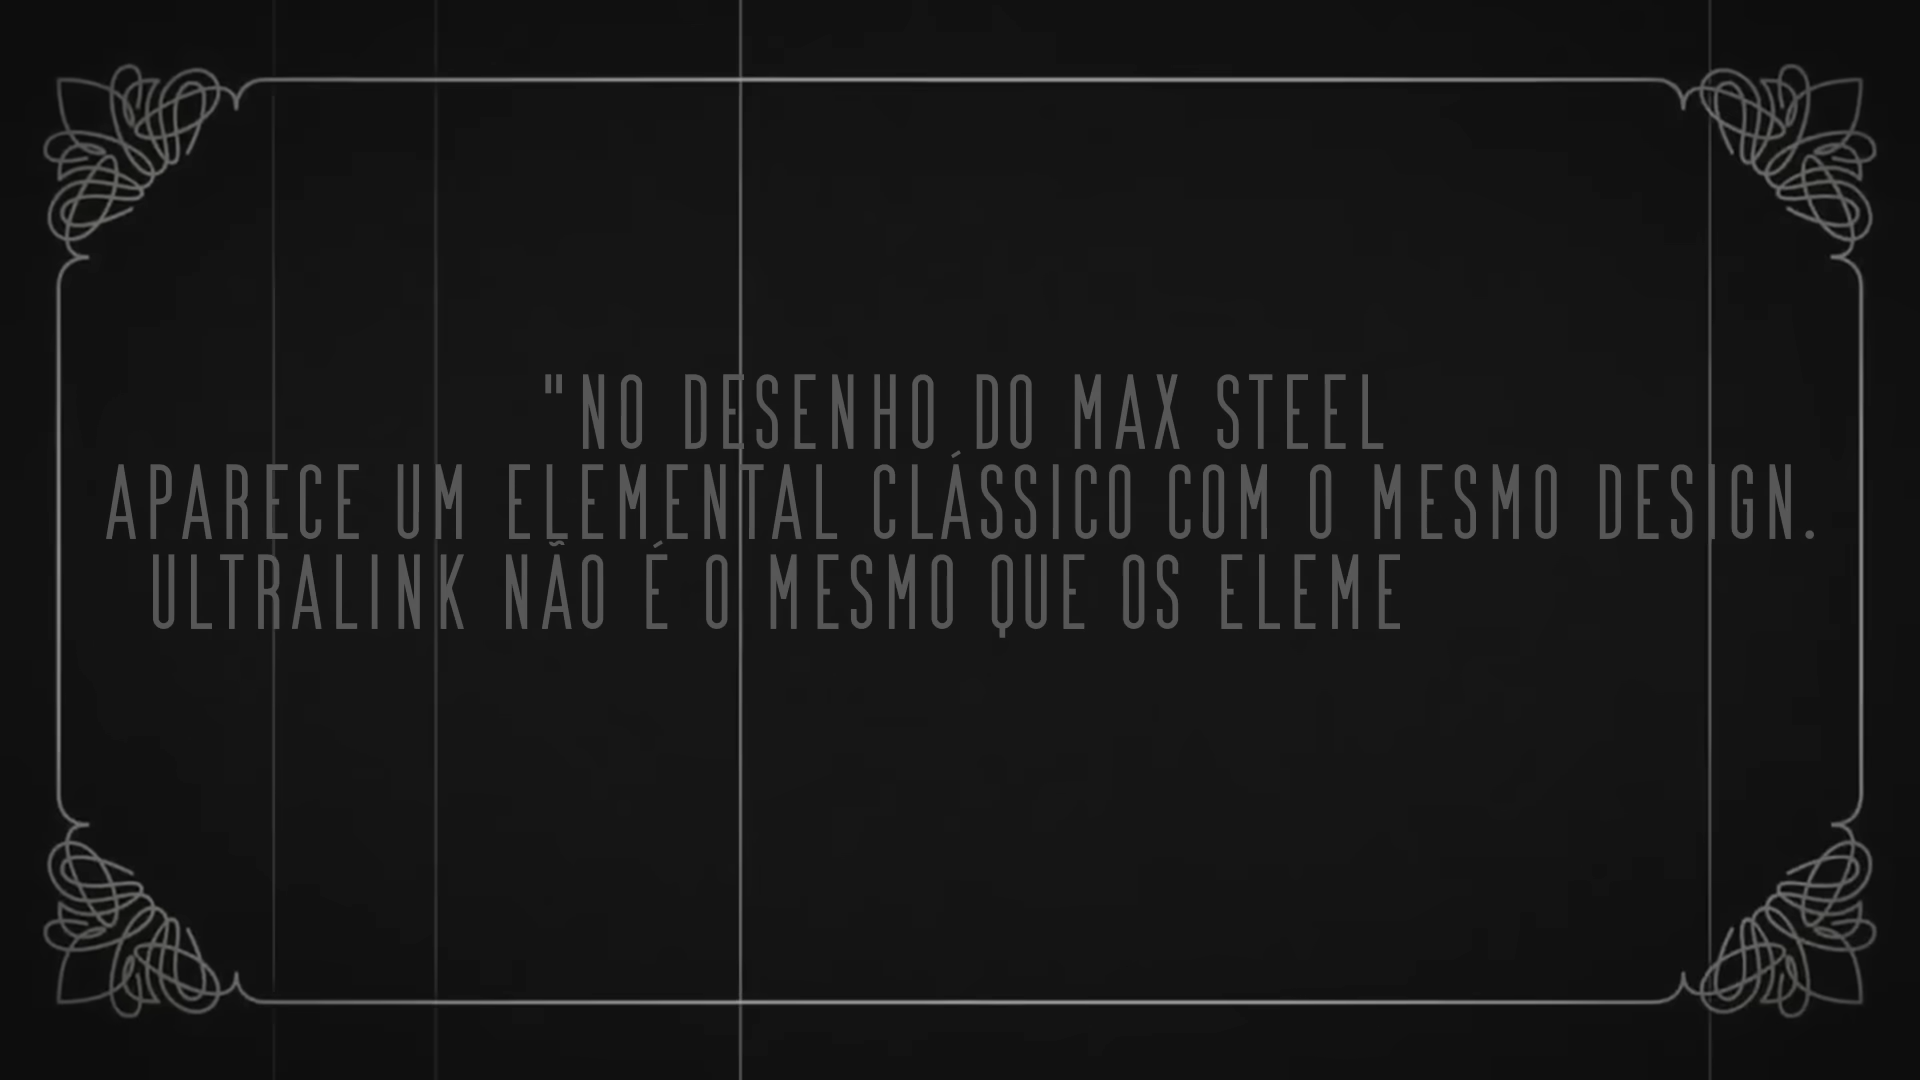 "NO DESENHO DO MAX STEEL
APARECE UM ELEMENTAL CLÁSSICO COM O MESMO DESIGN.
ULTRALINK NÃO É O MESMO QUE OS ELEME